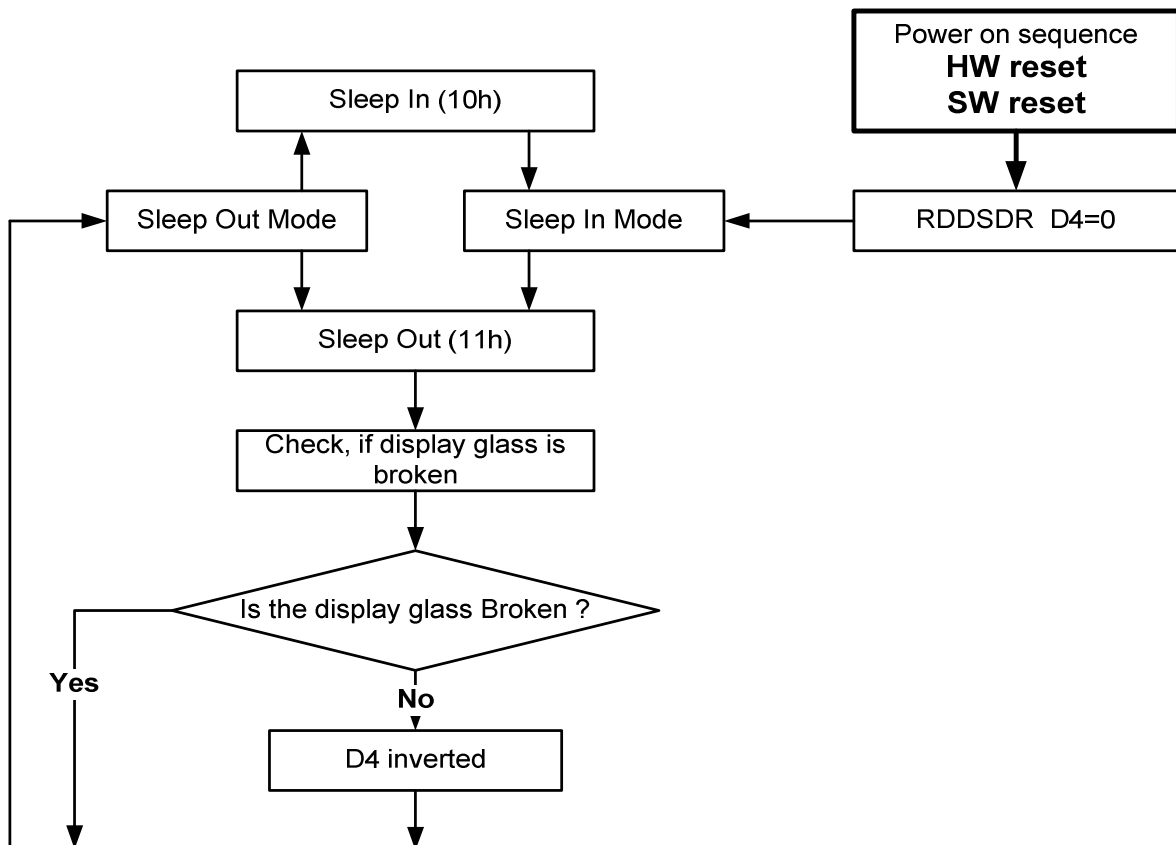 Power on sequence
HW reset
SW reset
Sleep In (10h)
Sleep Out Mode
Sleep In Mode
RDDSDR D4=0
Sleep Out (11h)
Check, if display glass is
broken
Is the display glass Broken ?
Yes
No
D4 inverted